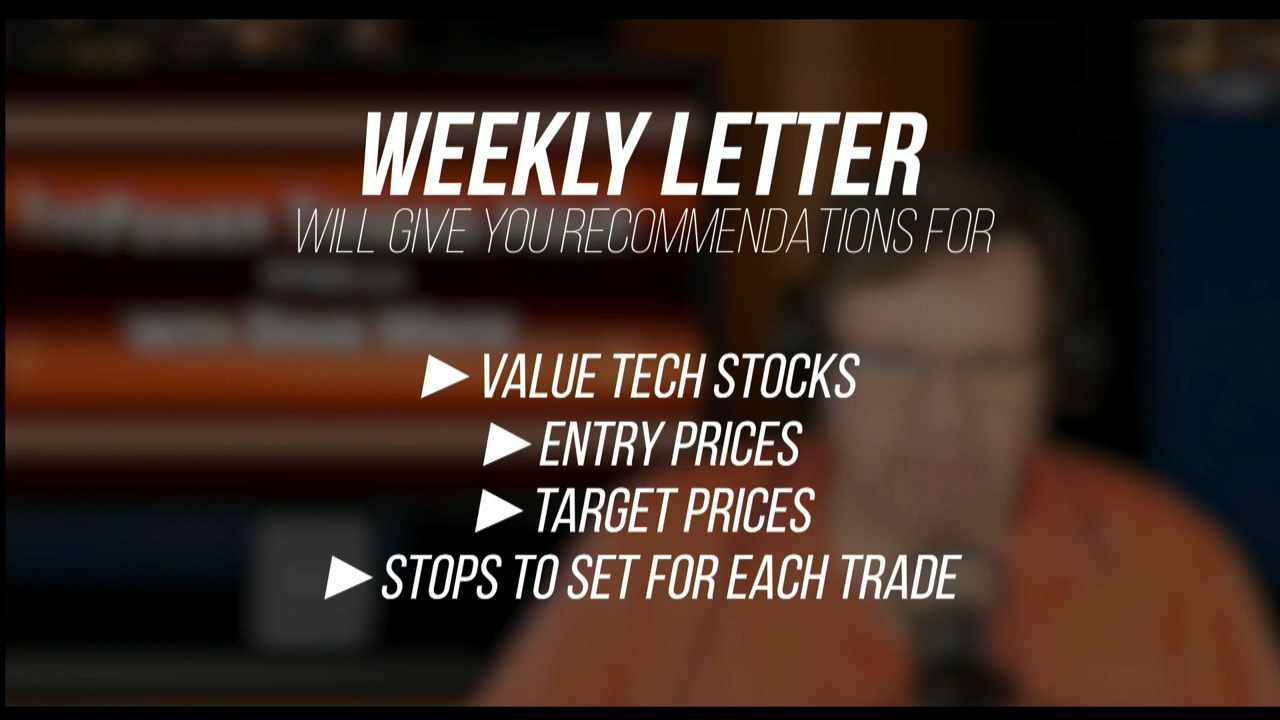 WEEKLY LETTER
WILL GIVE YOU RECOMMENDATIONS FOR
▶ VALUE TECH STOCKS
▶ ENTRY PRICES
▶ TARGET PRICES
▶ STOPS TO SET FOR EACH TRADE